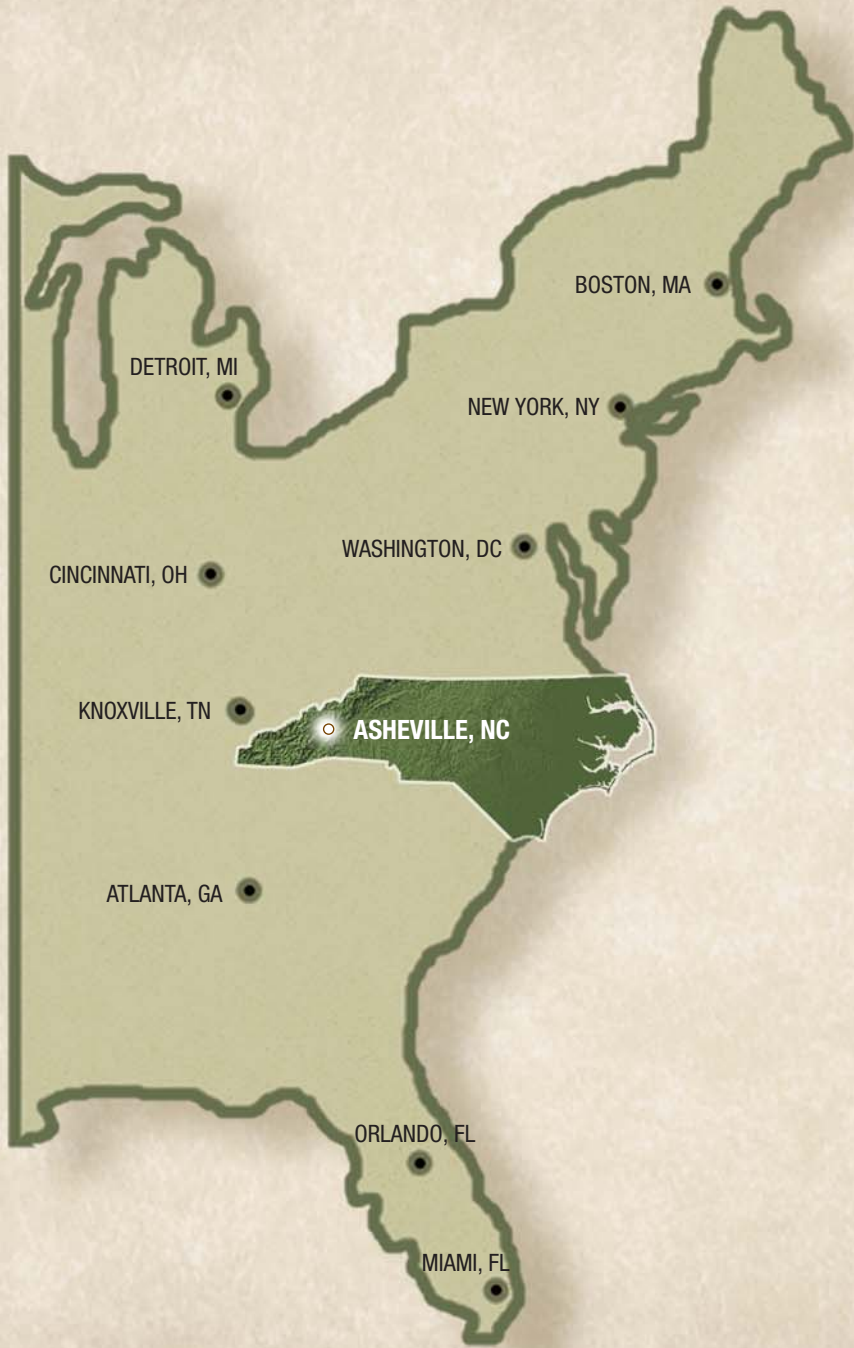 BOSTON, MA
DETROIT, MI
NEW YORK, NY
WASHINGTON, DC
CINCINNATI, OH
KNOXVILLE, TN
ASHEVILLE, NC
ATLANTA, GA
ORLANDO, FL
MIAMI, FL